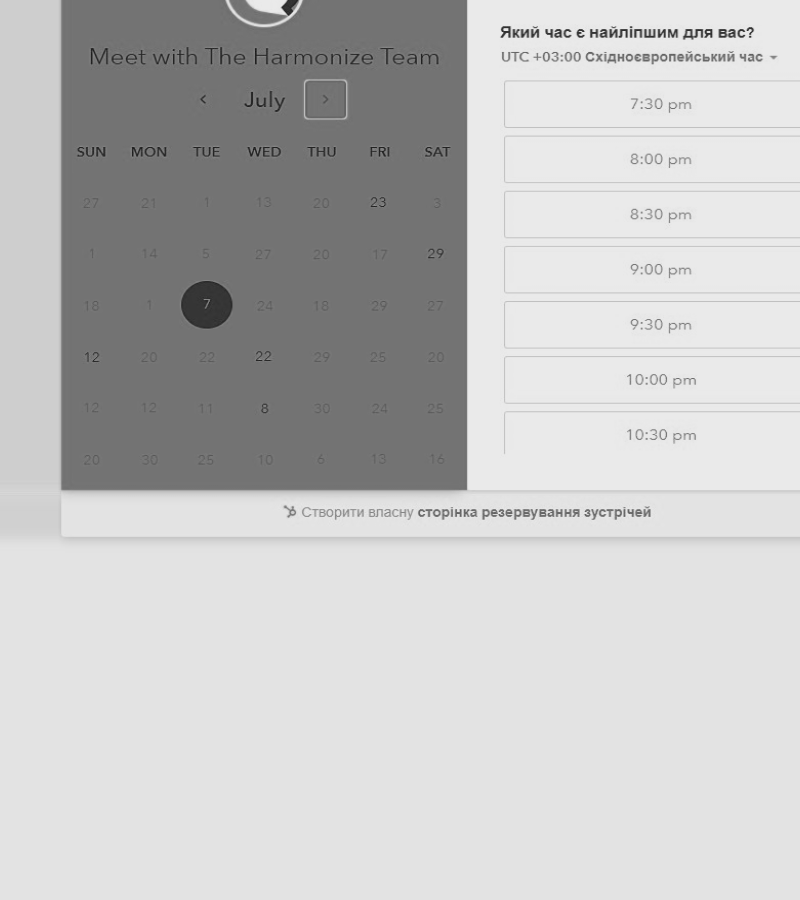 Meet with The Harmonize Team
July
SUN MON TUE WED THU FRI SAT
27 21 1 13 20 23 3
1 14 5 27 20 17 29
18 1 7 24 18 29 27
12 20 22 22 29 25 20
12 12 11 8 30 24 25
20 30 25 10 6 13 16
Який час є найліпшим для вас?
UTC +03:00 Східноєвропейський час
7:30 pm
8:00 pm
8:30 pm
9:00 pm
9:30 pm
10:00 pm
10:30 pm
Створити власну сторінка резервування зустрічей